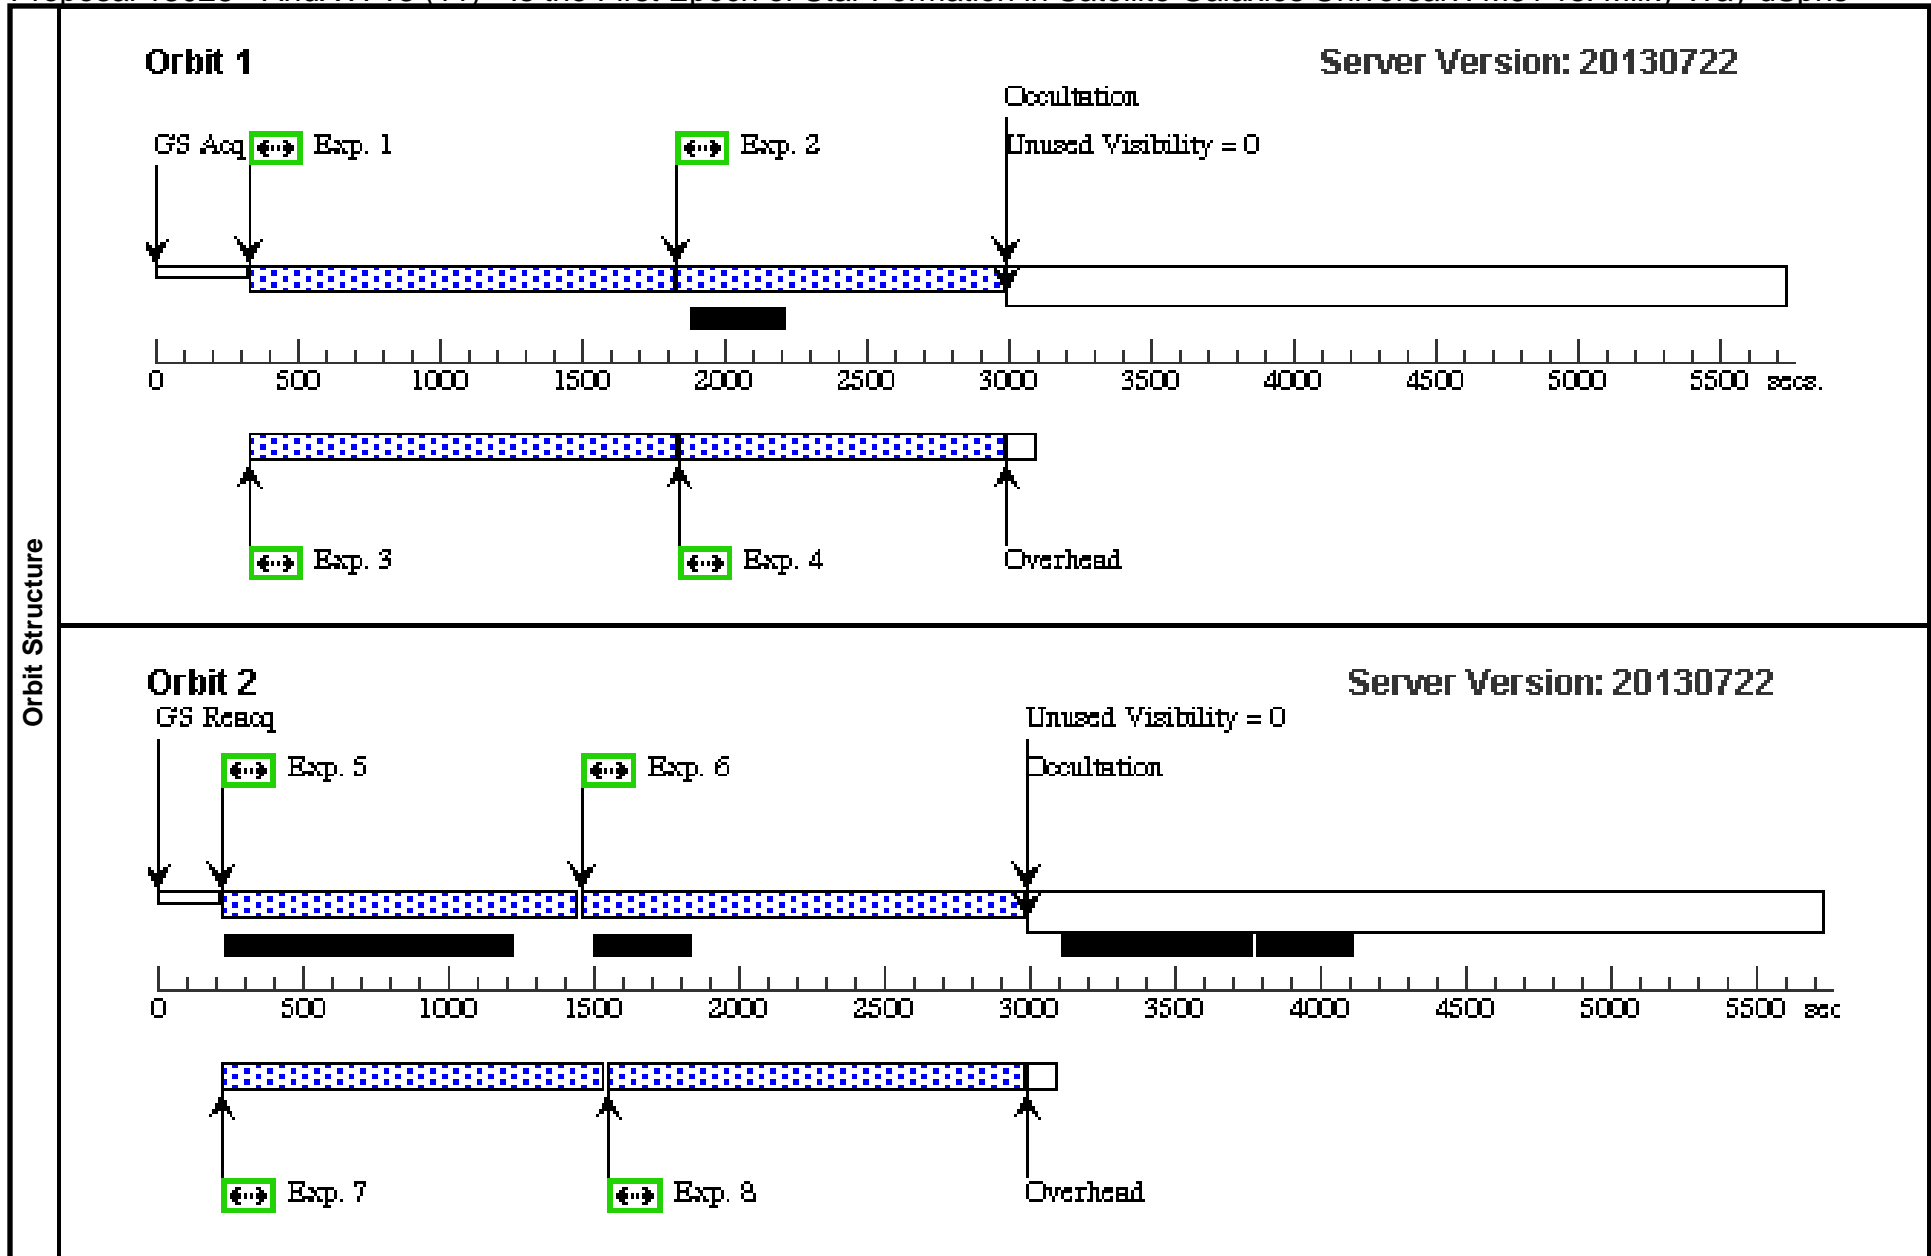 Orbit Structure
Orbit 1
Server Version: 20130722
Occultation
GS Acq Exp. 1 Exp. 2 Unused Visibility = 0
0 500 1000 1500 2000 2500 3000 3500 4000 4500 5000 5500 secs.
Exp. 3 Exp. 4 Overhead
Orbit 2
Server Version: 20130722
GS Reacq Unused Visibility = 0
Exp. 5 Exp. 6 Occultation
0 500 1000 1500 2000 2500 3000 3500 4000 4500 5000 5500 sec
Exp. 7 Exp. 8 Overhead